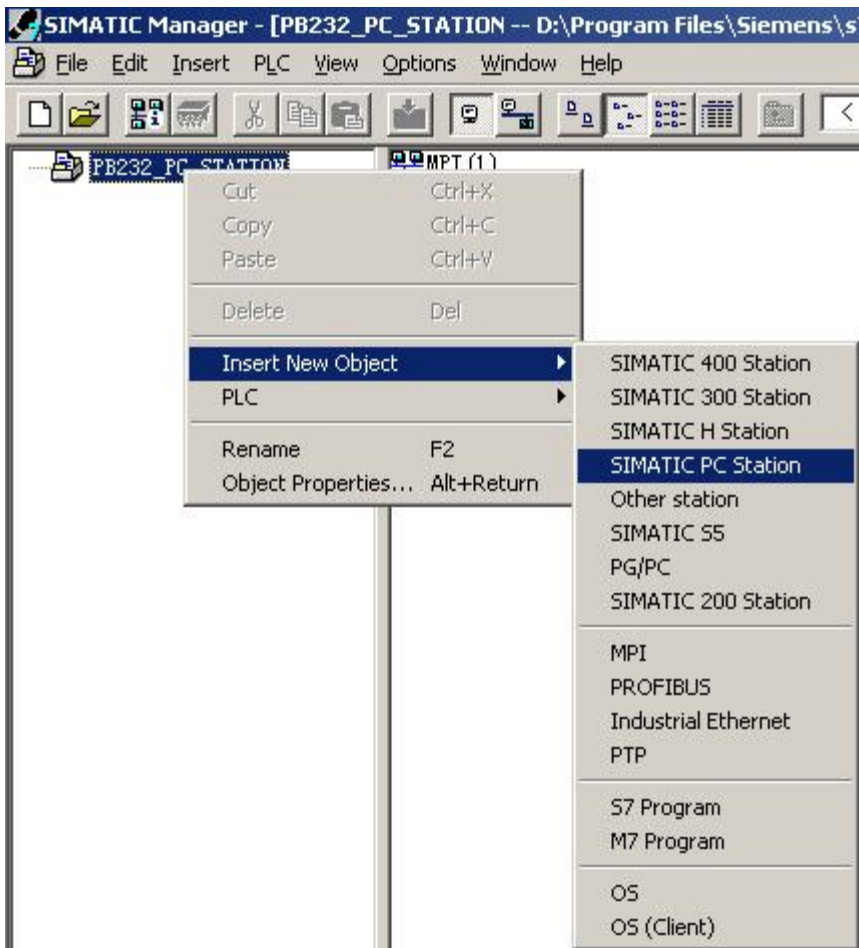 SIMATIC Manager - [PB232_PC_STATION -- D:\Program Files\Siemens\s
File Edit Insert PLC View Options Window Help
<
PB232_PC_STATION
MPI(1)
Cut Ctrl+X
Copy Ctrl+C
Paste Ctrl+V
Delete Del
Insert New Object
PLC
Rename F2
Object Properties... Alt+Return
SIMATIC 400 Station
SIMATIC 300 Station
SIMATIC H Station
SIMATIC PC Station
Other station
SIMATIC S5
PG/PC
SIMATIC 200 Station
MPI
PROFIBUS
Industrial Ethernet
PTP
S7 Program
M7 Program
OS
OS (Client)